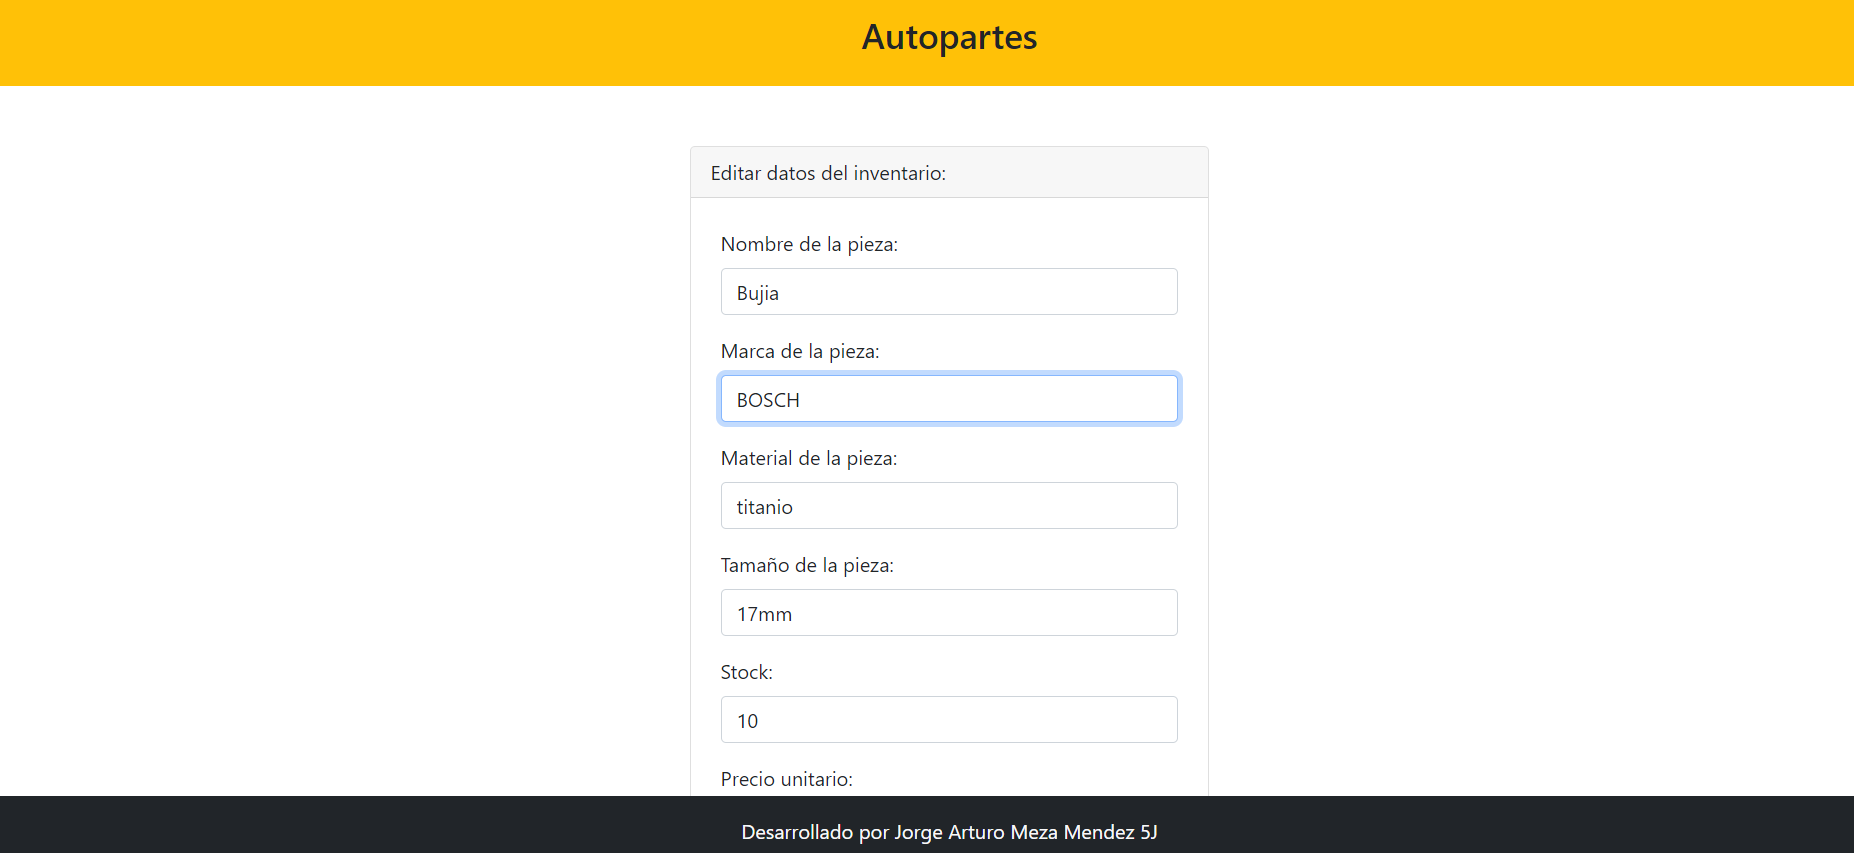 Autopartes
Editar datos del inventario:
Nombre de la pieza:
Bujia
Marca de la pieza:
BOSCH
Material de la pieza:
titanio
Tamaño de la pieza:
17mm
Stock:
10
Precio unitario:
Desarrollado por Jorge Arturo Meza Mendez 5J